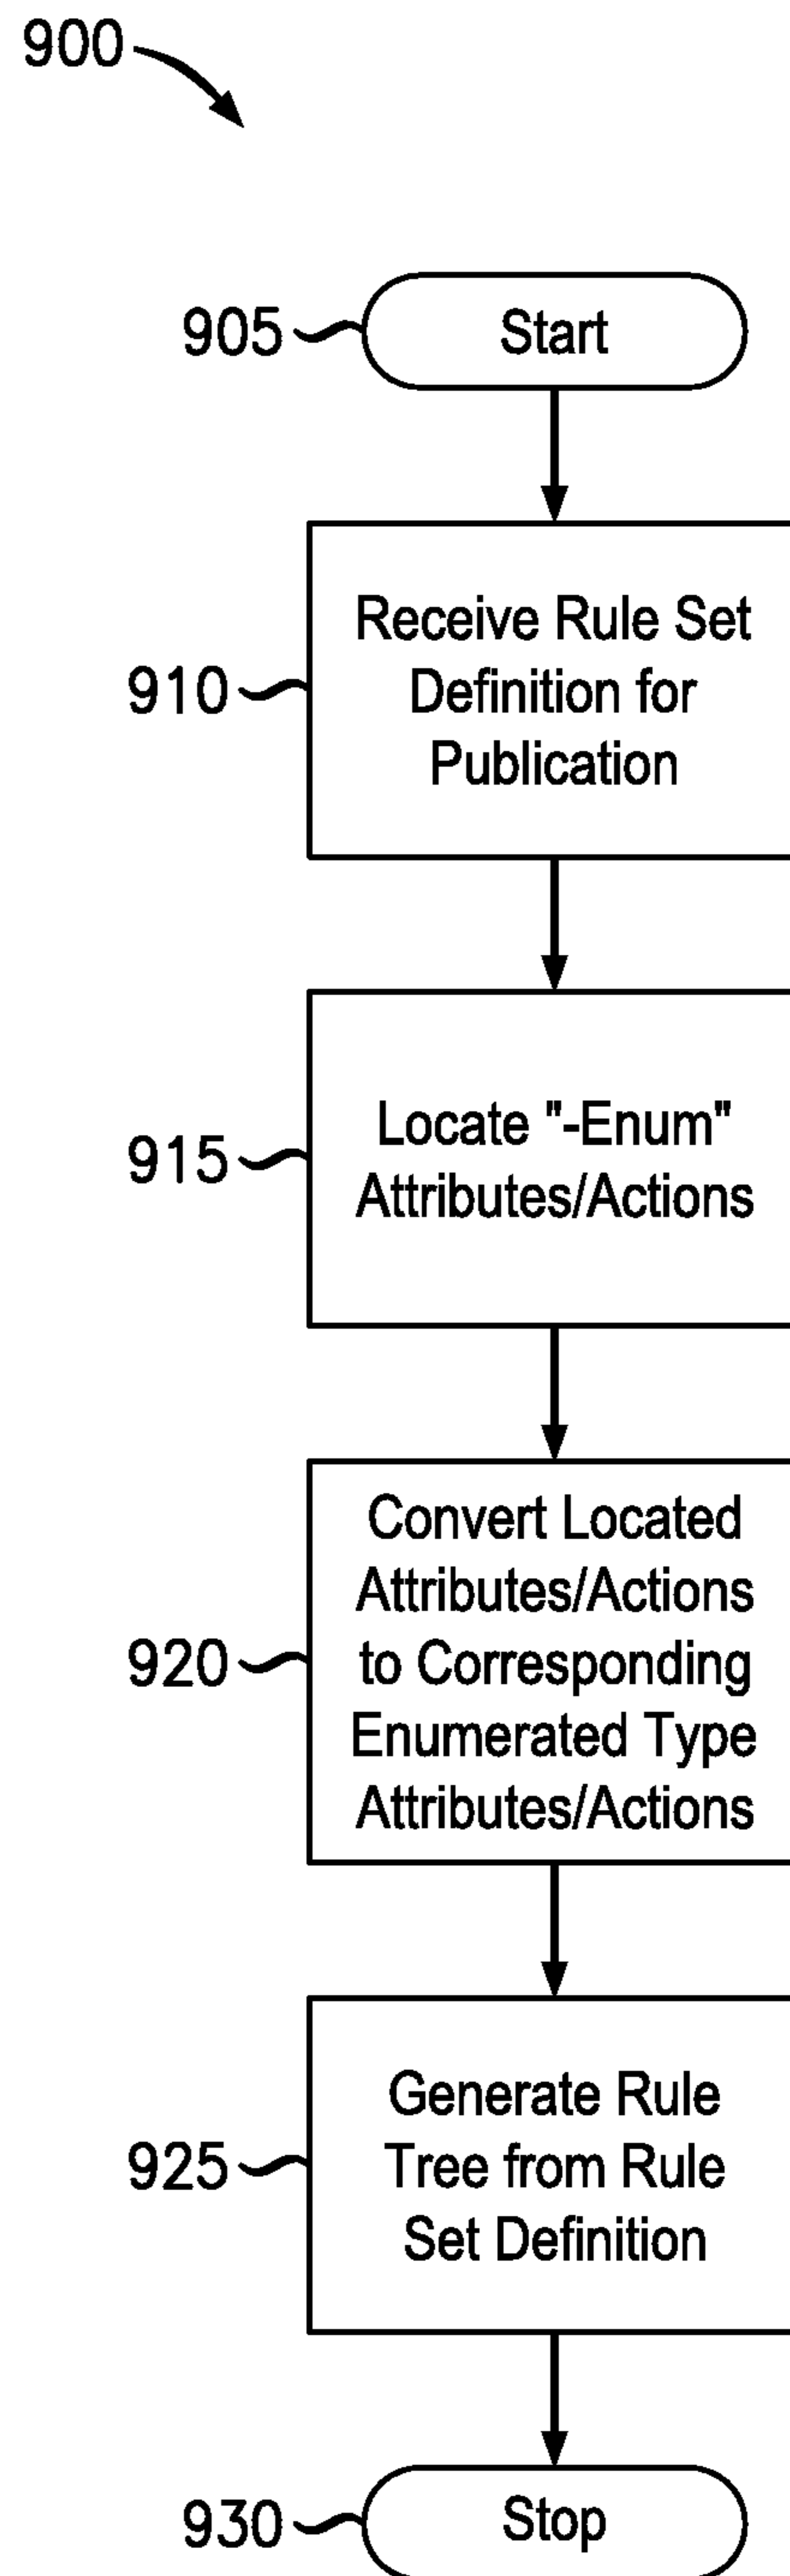 900
905
Start
910
Receive Rule Set
Definition for
Publication
915
Locate "-Enum"
Attributes/Actions
920
Convert Located
Attributes/Actions
to Corresponding
Enumerated Type
Attributes/Actions
925
Generate Rule
Tree from Rule
Set Definition
930
Stop